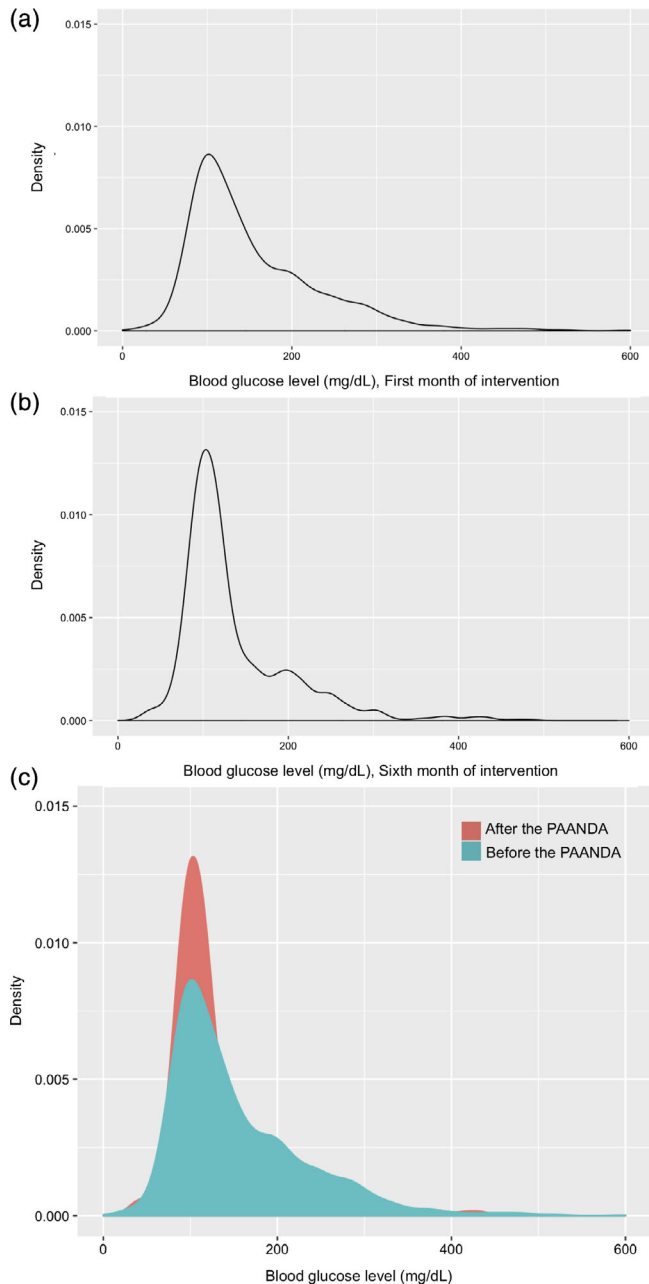 (a)
0.015
0.010
0.005
0.000
Density
0 200 400 600
Blood glucose level (mg/dL), First month of intervention
(b)
0.015
0.010
0.005
0.000
Density
0 200 400 600
Blood glucose level (mg/dL), Sixth month of intervention
(c)
0.015
0.010
0.005
0.000
Density
After the PAANDA
Before the PAANDA
0 200 400 600
Blood glucose level (mg/dL)